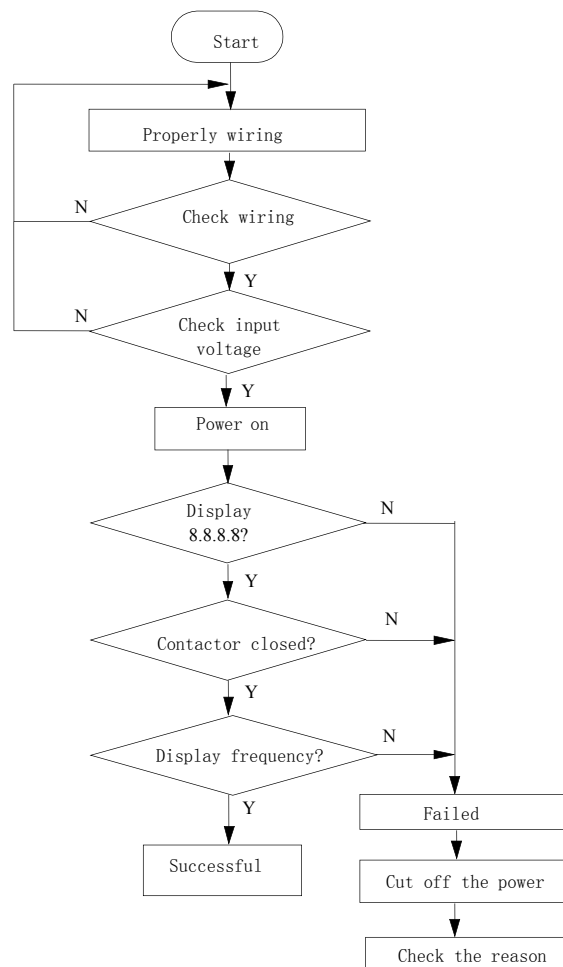 Start
Properly wiring
N
Check wiring
Y
N
Check input
voltage
Y
Power on
Display
8.8.8.8?
N
Y
Contactor closed?
N
Y
Display frequency?
N
Y
Failed
Successful
Cut off the power
Check the reason